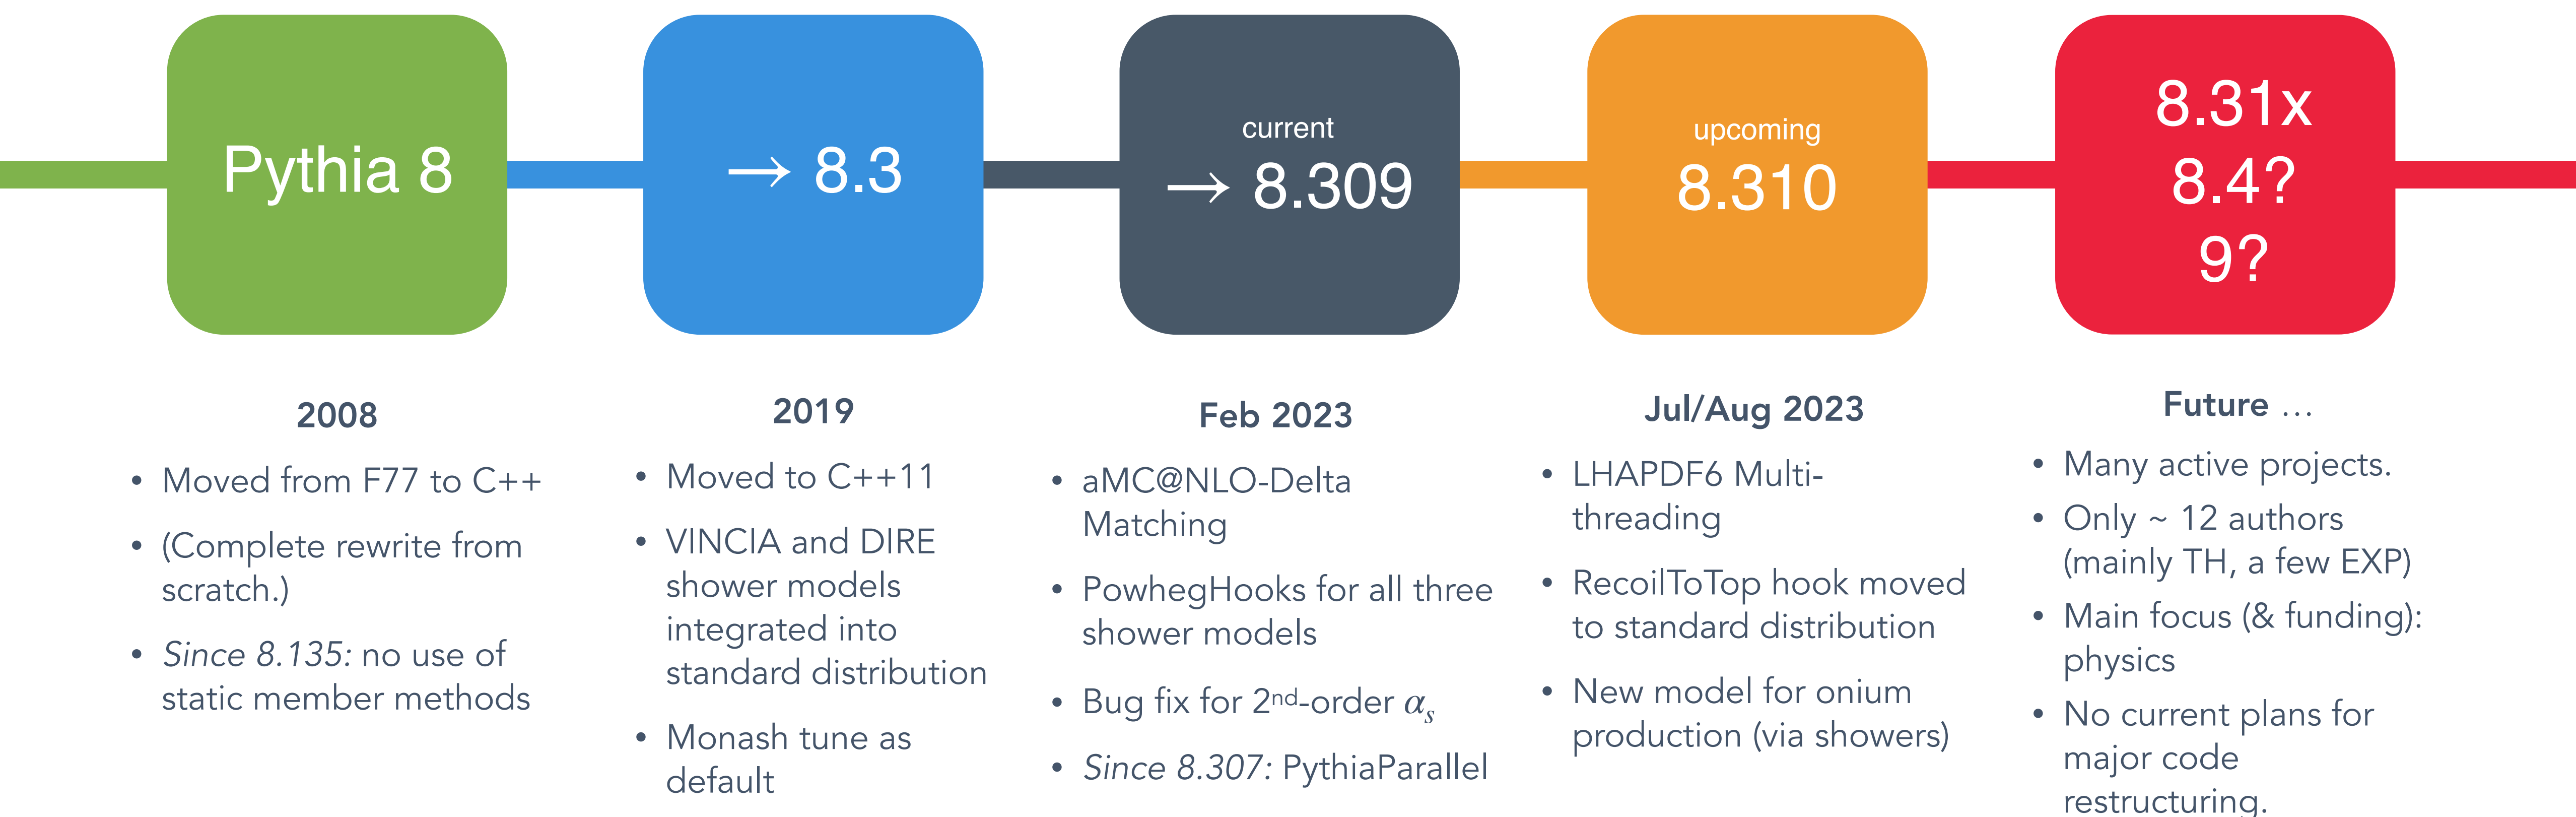 Pythia 8
→ 8.3
current
→ 8.309
upcoming
8.310
8.31x
8.4?
9?
2008
• Moved from F77 to C++
• (Complete rewrite from
scratch.)
• Since 8.135: no use of
static member methods
2019
• Moved to C++11
• VINCIA and DIRE
shower models
integrated into
standard distribution
• Monash tune as
default
Feb 2023
• aMC@NLO-Delta
Matching
• PowhegHooks for all three
shower models
• Bug fix for 2nd-order αs
• Since 8.307: PythiaParallel
Jul/Aug 2023
• LHAPDF6 Multi-
threading
• RecoilToTop hook moved
to standard distribution
• New model for onium
production (via showers)
Future …
• Many active projects.
• Only ~ 12 authors
(mainly TH, a few EXP)
• Main focus (& funding):
physics
• No current plans for
major code
restructuring.